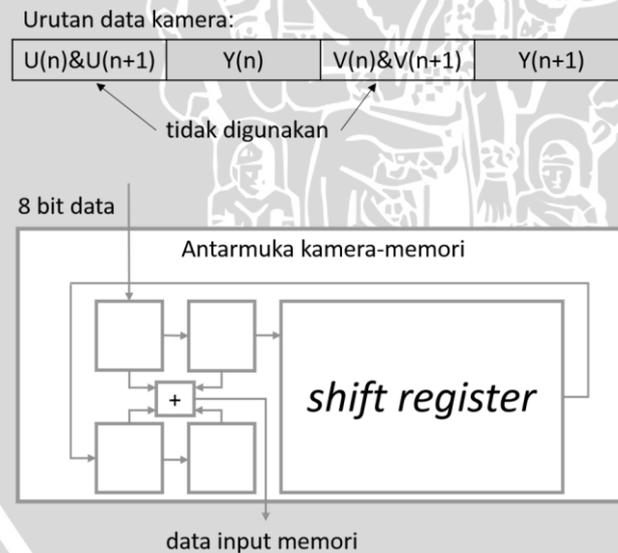 Urutan data kamera:
U(n)&U(n+1) Y(n) V(n)&V(n+1) Y(n+1)
tidak digunakan
8 bit data
Antarmuka kamera-memori
+
shift register
data input memori